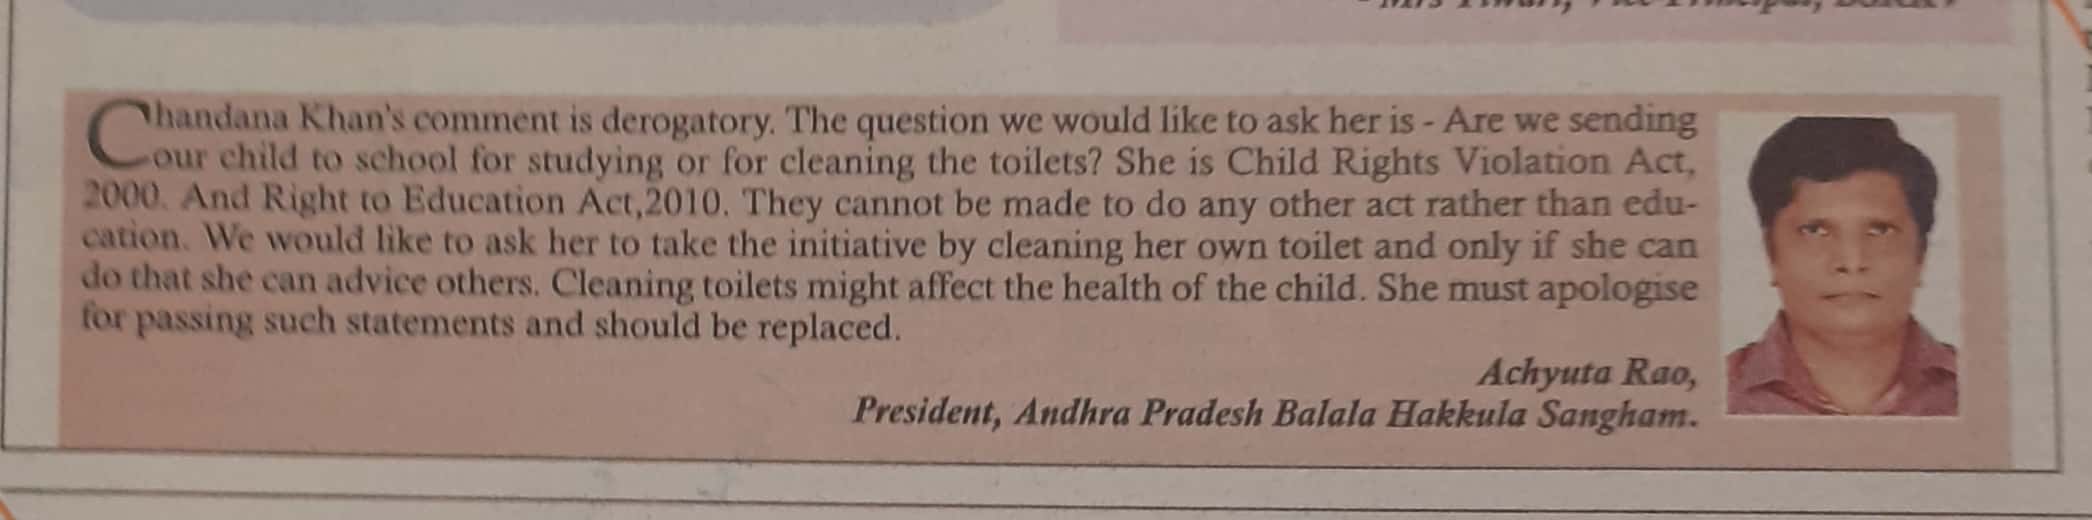 Chandana Khan's comment is derogatory. The question we would like to ask her is - Are we sending
our child to school for studying or for cleaning the toilets? She is Child Rights Violation Act,
2000. And Right to Education Act,2010. They cannot be made to do any other act rather than edu-
cation. We would like to ask her to take the initiative by cleaning her own toilet and only if she can
do that she can advice others. Cleaning toilets might affect the health of the child. She must apologise
for passing such statements and should be replaced.
Achyuta Rao,
President, Andhra Pradesh Balala Hakkula Sangham.